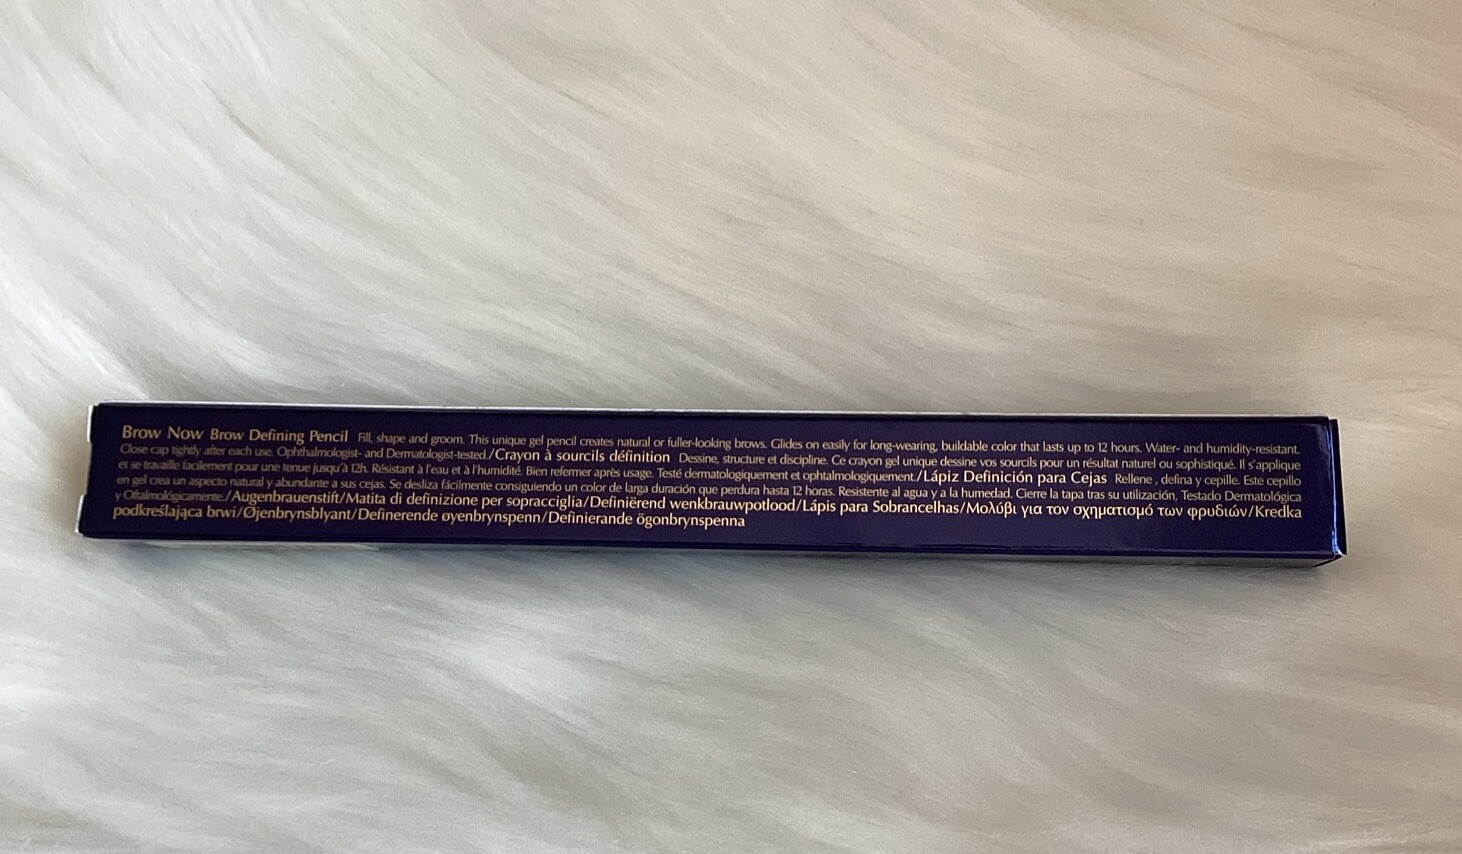 Brow Now Brow Defining Pencil Fill, shape and groom. This unique gel pencil creates natural or fuller-looking brows. Glides on easily for long-wearing, buildable color that lasts up to 12 hours. Water- and humidity-resistant.
Close cap tightly after each use. Ophthalmologist- and Dermatologist-tested./Crayon à sourcils définition Dessine, structure et discipline. Ce crayon gel unique dessine vos sourcils pour un résultat naturel ou sophistiqué. Il s'applique
et se travaille facilement pour une tenue jusqu'à 12h. Résistant à l'eau et à l'humidité. Bien refermer après usage. Testé dermatologiquement et ophtalmologiquement./Lápiz Definición para Cejas Rellene, defina y cepille. Este cepillo
en gel crea un aspecto natural y abundante a sus cejas. Se desliza fácilmente consiguiendo un color de larga duración que perdura hasta 12 horas. Resistente al agua y a la humedad. Cierre la tapa tras su utilización, Testado Dermatológica
y Oftalmológicamente./Augenbrauenstift/Matita di definizione per sopracciglia/Definiërend wenkbrauwpotlood/Lápis para Sobrancelhas/Μολύβι για τον σχηματισμό των φρυδιών/Kredka
podkreślająca brwi/Øjenbrynsblyant/Definerende øyenbrynspenn/Definierande ögonbrynspenna